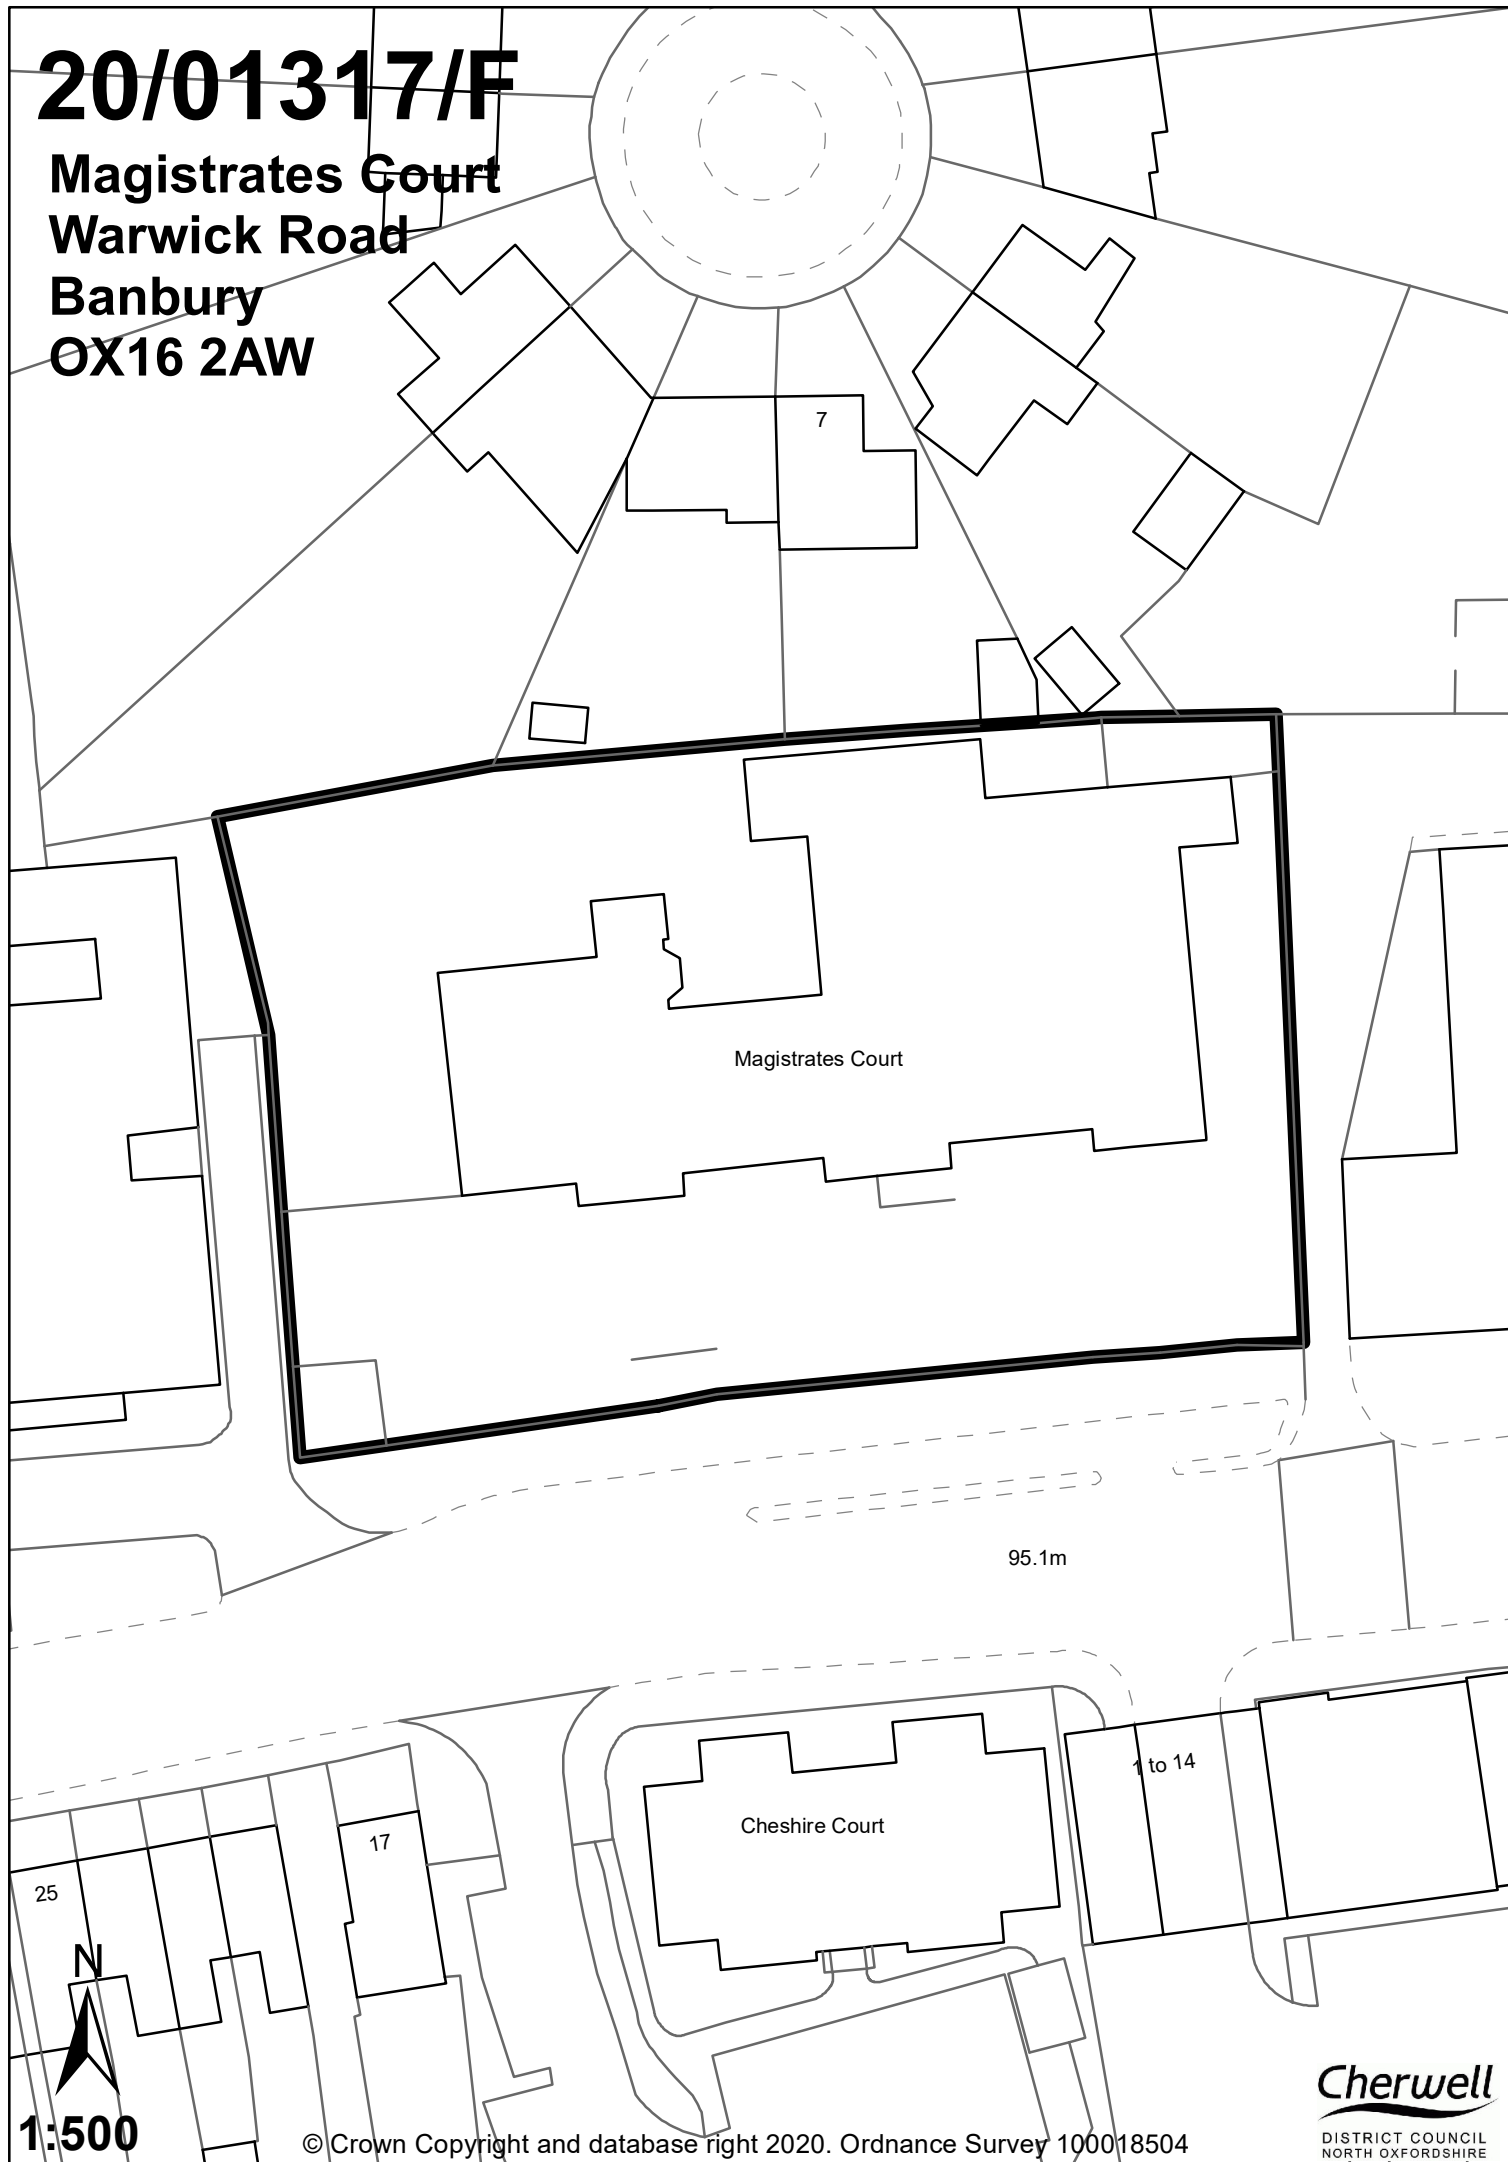 20/01317/F
Magistrates Court
Warwick Road
Banbury
OX16 2AW
7
Magistrates Court
95.1m
1 to 14
Cheshire Court
17
25
N
1:500
© Crown Copyright and database right 2020. Ordnance Survey 100018504
Cherwell
DISTRICT COUNCIL
NORTH OXFORDSHIRE